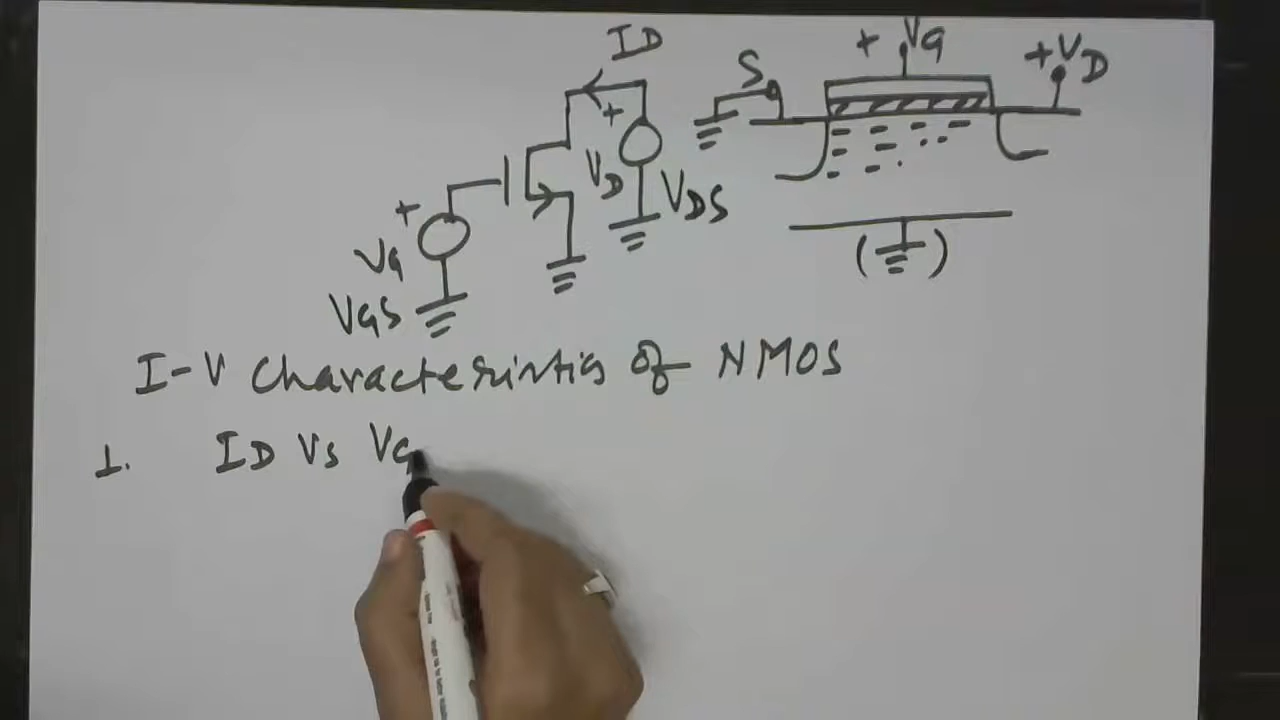 ID
+ VG
+VD
S
+
VD
VDS
+
VG
VGS
I-V Characteristics of NMOS
1. ID Vs VG